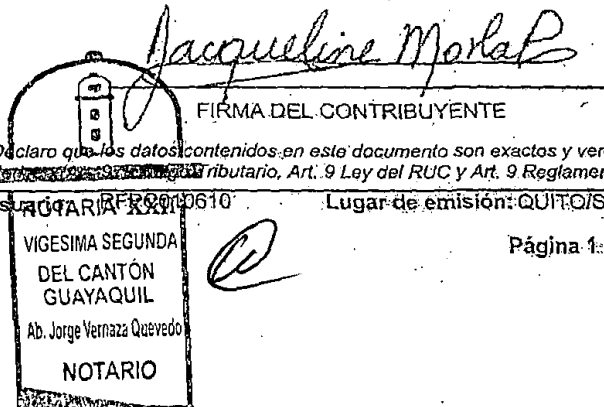 Jacqueline Morla B
FIRMA DEL CONTRIBUYENTE
Declaro que los datos contenidos en este documento son exactos y ver
Tributario, Art. 9 Ley del RUC y Art. 9 Reglamen
NOTARIA XXII
Lugar de emisión: QUITO/S
VIGESIMA SEGUNDA
Página 1
DEL CANTÓN
GUAYAQUIL
Ab. Jorge Vernaza Quevedo
NOTARIO